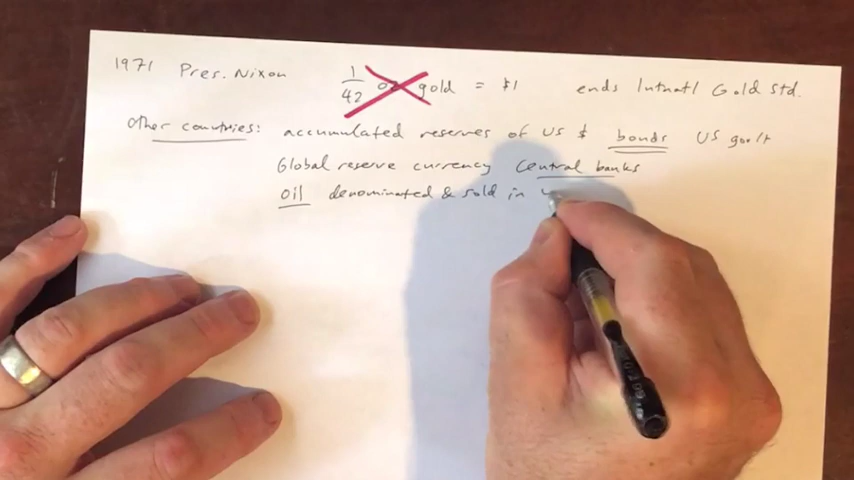 1971 Pres. Nixon 1/42 oz gold = $1 ends Intnatl Gold Std.
Other countries: accumulated reserves of US $ bonds US gov't
Global reserve currency Central banks
Oil denominated & sold in